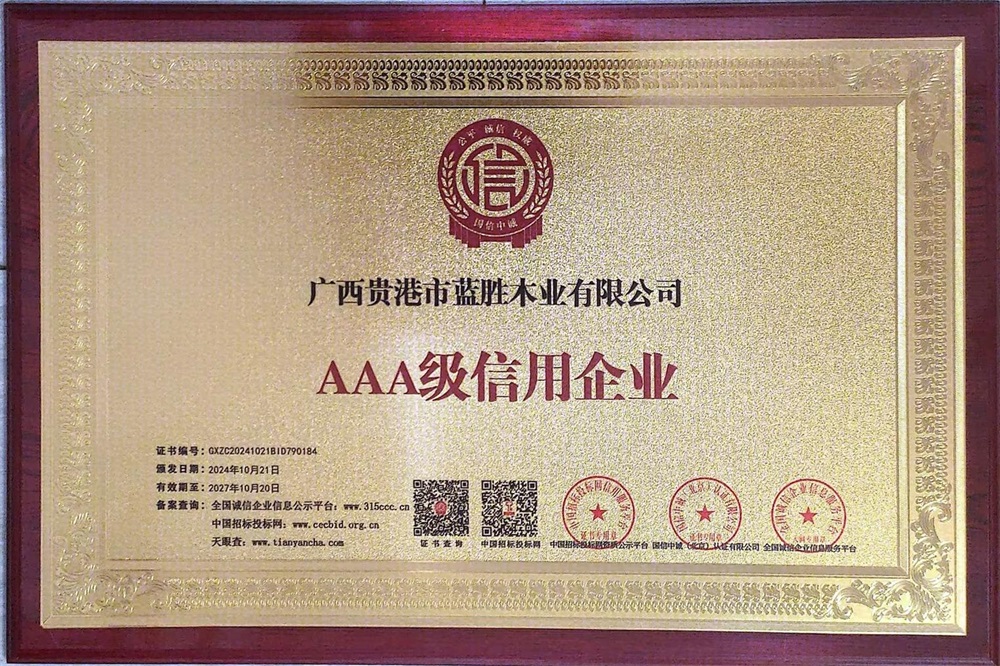 公平 诚信 权威
信
国信中诚
广西贵港市蓝胜木业有限公司
AAA级信用企业
证书编号：GXZC20241021BID790184
颁发日期：2024年10月21日
有效期至：2027年10月20日
备案查询：全国诚信企业信息公示平台：www.315ccc.cn
中国招标投标网：www.cecbid.org.cn
天眼查：www.tianyancha.com
证书查询
中国招标投标网
中国招标投标网资质公示平台
国信中诚（北京）认证有限公司
全国诚信企业信息服务平台